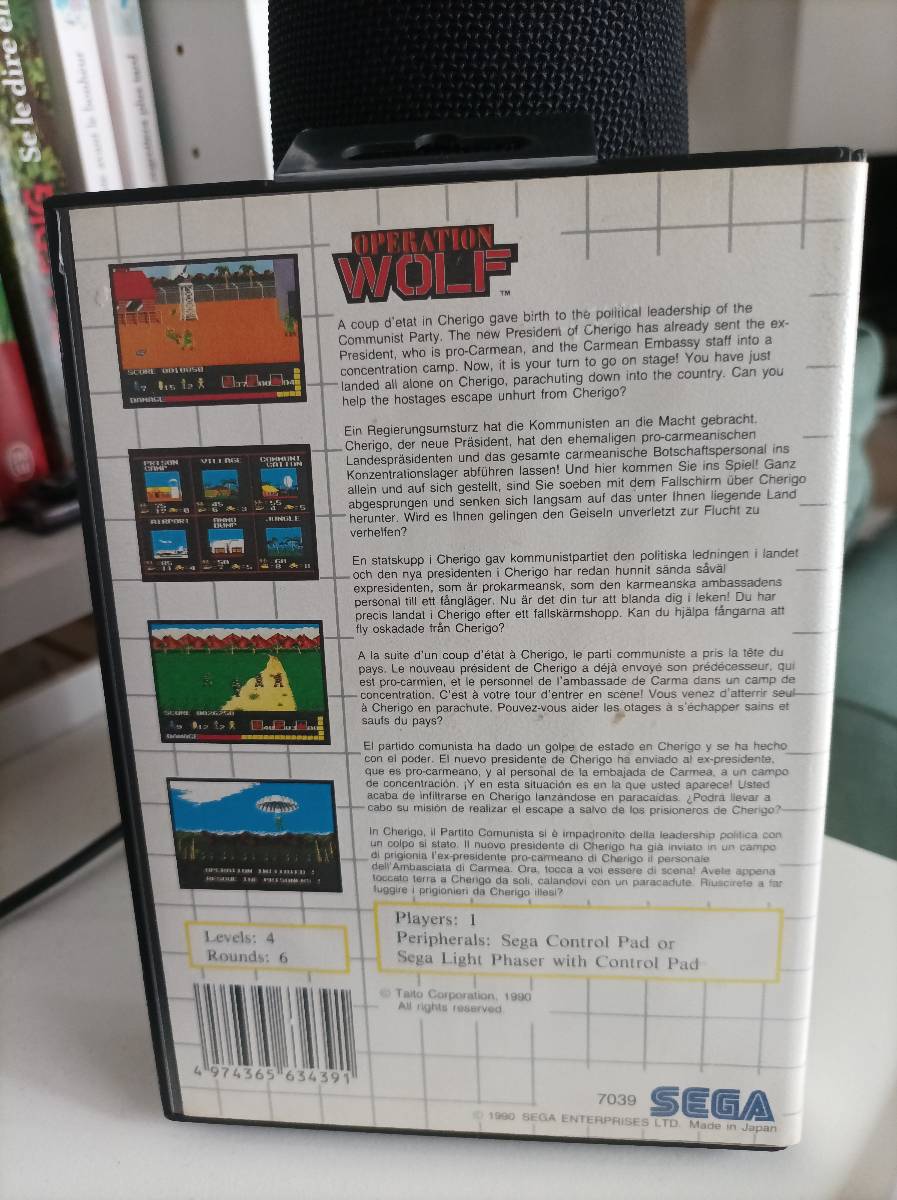 Se le dire en
avant le bonheur
OPERATION
WOLF™
A coup d'etat in Cherigo gave birth to the political leadership of the
Communist Party. The new President of Cherigo has already sent the ex-
President, who is pro-Carmean, and the Carmean Embassy staff into a
concentration camp. Now, it is your turn to go on stage! You have just
landed all alone on Cherigo, parachuting down into the country. Can you
help the hostages escape unhurt from Cherigo?
Ein Regierungsumsturz hat die Kommunisten an die Macht gebracht.
Cherigo, der neue Präsident, hat den ehemaligen pro-carmeanischen
Landespräsidenten und das gesamte carmeanische Botschaftspersonal ins
Konzentrationslager abführen lassen! Und hier kommen Sie ins Spiel! Ganz
allein und auf sich gestellt, sind Sie soeben mit dem Fallschirm über Cherigo
abgesprungen und senken sich langsam auf das unter Ihnen liegende Land
herunter. Wird es Ihnen gelingen den Geiseln unverletzt zur Flucht zu
verhelfen?
En statskupp i Cherigo gav kommunistpartiet den politiska ledningen i landet
och den nya presidenten i Cherigo har redan hunnit sända såväl
expresidenten, som är prokarmeansk, som den karmeanska ambassadens
personal till ett fångläger. Nu är det din tur att blanda dig i leken! Du har
precis landat i Cherigo efter ett fallskärmshopp. Kan du hjälpa fångarna att
fly oskadade från Cherigo?
A la suite d'un coup d'état à Cherigo, le parti communiste a pris la tête du
pays. Le nouveau président de Cherigo a déjà envoyé son prédécesseur, qui
est pro-carmien, et le personnel de l'ambassade de Carma dans un camp de
concentration. C'est à votre tour d'entrer en scène! Vous venez d'atterrir seul
à Cherigo en parachute. Pouvez-vous aider les otages à s'échapper sains et
saufs du pays?
El partido comunista ha dado un golpe de estado en Cherigo y se ha hecho
con el poder. El nuevo presidente de Cherigo ha enviado al ex-presidente,
que es pro-carmeano, y al personal de la embajada de Carmea, a un campo
de concentración. ¡Y en esta situación es en la que usted aparece! Usted
acaba de infiltrarse en Cherigo lanzándose en paracaídas. ¿Podrá llevar a
cabo su misión de realizar el escape a salvo de los prisioneros de Cherigo?
In Cherigo, il Partito Comunista si è impadronito della leadership politica con
un colpo si stato. Il nuovo presidente di Cherigo ha già inviato in un campo
di prigionia l'ex-presidente pro-carmeano di Cherigo il personale
dell'Ambasciata di Carmea. Ora, tocca a voi essere di scena! Avete appena
toccato terra a Cherigo da soli, calandovi con un paracadute. Riuscirete a far
fuggire i prigionieri da Cherigo illesi?
SCORE 0010050
DAMAGE
PRISON CAMP
VILLAGE
COMMUNI CATION
AIRPORT
AMMO DUMP
JUNGLE
SCORE 0026250
DAMAGE
OPERATION INITIATED !
RESCUE THE PRISONERS !
Levels: 4
Rounds: 6
Players: 1
Peripherals: Sega Control Pad or
Sega Light Phaser with Control Pad
© Taito Corporation, 1990
All rights reserved.
4 974365 634391
7039 SEGA
© 1990 SEGA ENTERPRISES LTD. Made in Japan